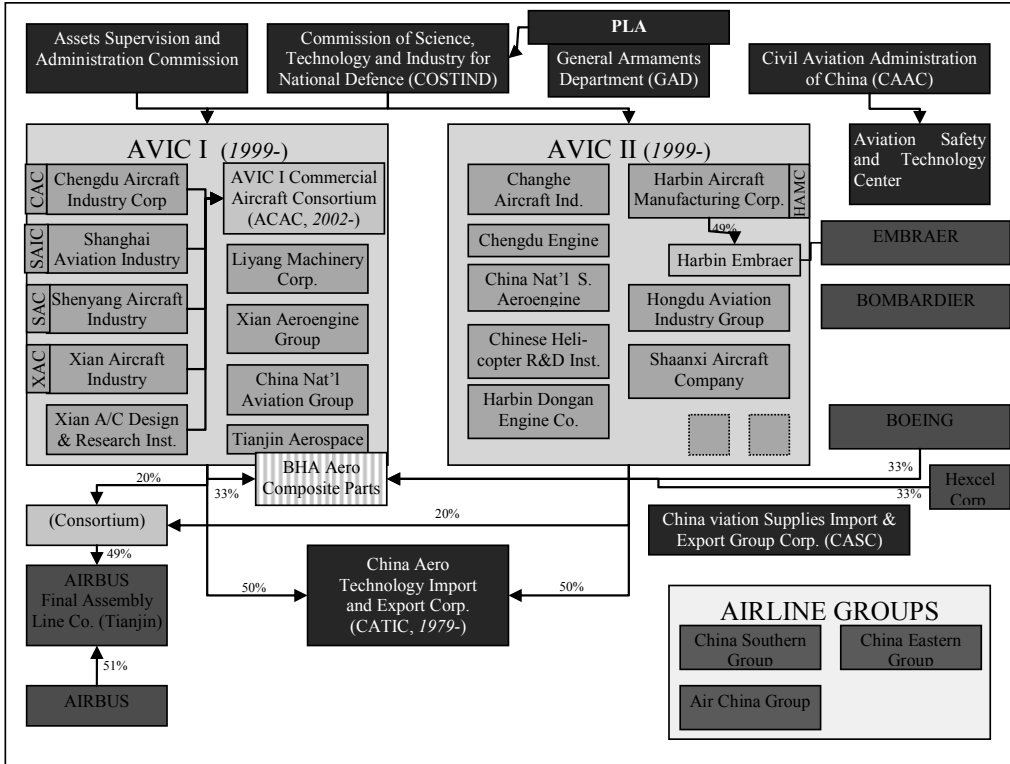 Assets Supervision and
Administration Commission
Commission of Science,
Technology and Industry for
National Defence (COSTIND)
PLA
General Armaments
Department (GAD)
Civil Aviation Administration
of China (CAAC)
Aviation Safety
and Technology
Center
AVIC I (1999-)
CAC
Chengdu Aircraft
Industry Corp
SAIC
Shanghai
Aviation Industry
SAC
Shenyang Aircraft
Industry
XAC
Xian Aircraft
Industry
Xian A/C Design
& Research Inst.
AVIC I Commercial
Aircraft Consortium
(ACAC, 2002-)
Liyang Machinery
Corp.
Xian Aeroengine
Group
China Nat'l
Aviation Group
Tianjin Aerospace
BHA Aero
Composite Parts
AVIC II (1999-)
Changhe
Aircraft Ind.
Chengdu Engine
China Nat'l S.
Aeroengine
Chinese Heli-
copter R&D Inst.
Harbin Dongan
Engine Co.
Harbin Aircraft
Manufacturing Corp.
HAMC
49%
Harbin Embraer
Hongdu Aviation
Industry Group
Shaanxi Aircraft
Company
EMBRAER
BOMBARDIER
BOEING
33%
Hexcel Corp
33%
20%
33%
20%
(Consortium)
49%
AIRBUS
Final Assembly
Line Co. (Tianjin)
51%
AIRBUS
50%
China Aero
Technology Import
and Export Corp.
(CATIC, 1979-)
50%
China viation Supplies Import &
Export Group Corp. (CASC)
AIRLINE GROUPS
China Southern
Group
China Eastern
Group
Air China Group